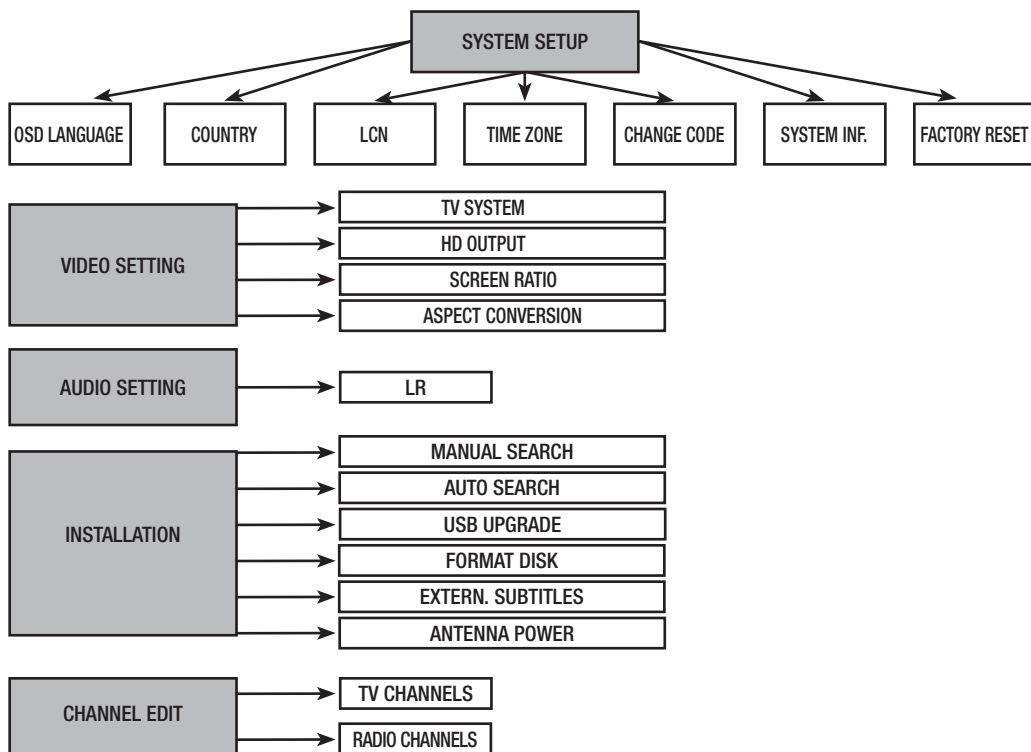 SYSTEM SETUP
OSD LANGUAGE
COUNTRY
LCN
TIME ZONE
CHANGE CODE
SYSTEM INF.
FACTORY RESET
VIDEO SETTING
TV SYSTEM
HD OUTPUT
SCREEN RATIO
ASPECT CONVERSION
AUDIO SETTING
LR
INSTALLATION
MANUAL SEARCH
AUTO SEARCH
USB UPGRADE
FORMAT DISK
EXTERN. SUBTITLES
ANTENNA POWER
CHANNEL EDIT
TV CHANNELS
RADIO CHANNELS